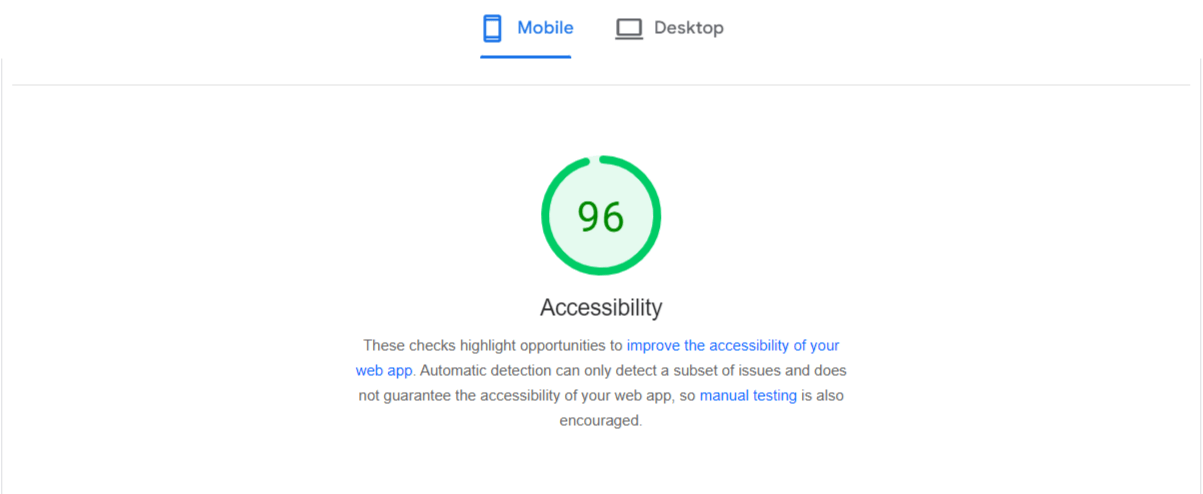 Mobile
Desktop
96
Accessibility
These checks highlight opportunities to improve the accessibility of your
web app. Automatic detection can only detect a subset of issues and does
not guarantee the accessibility of your web app, so manual testing is also
encouraged.